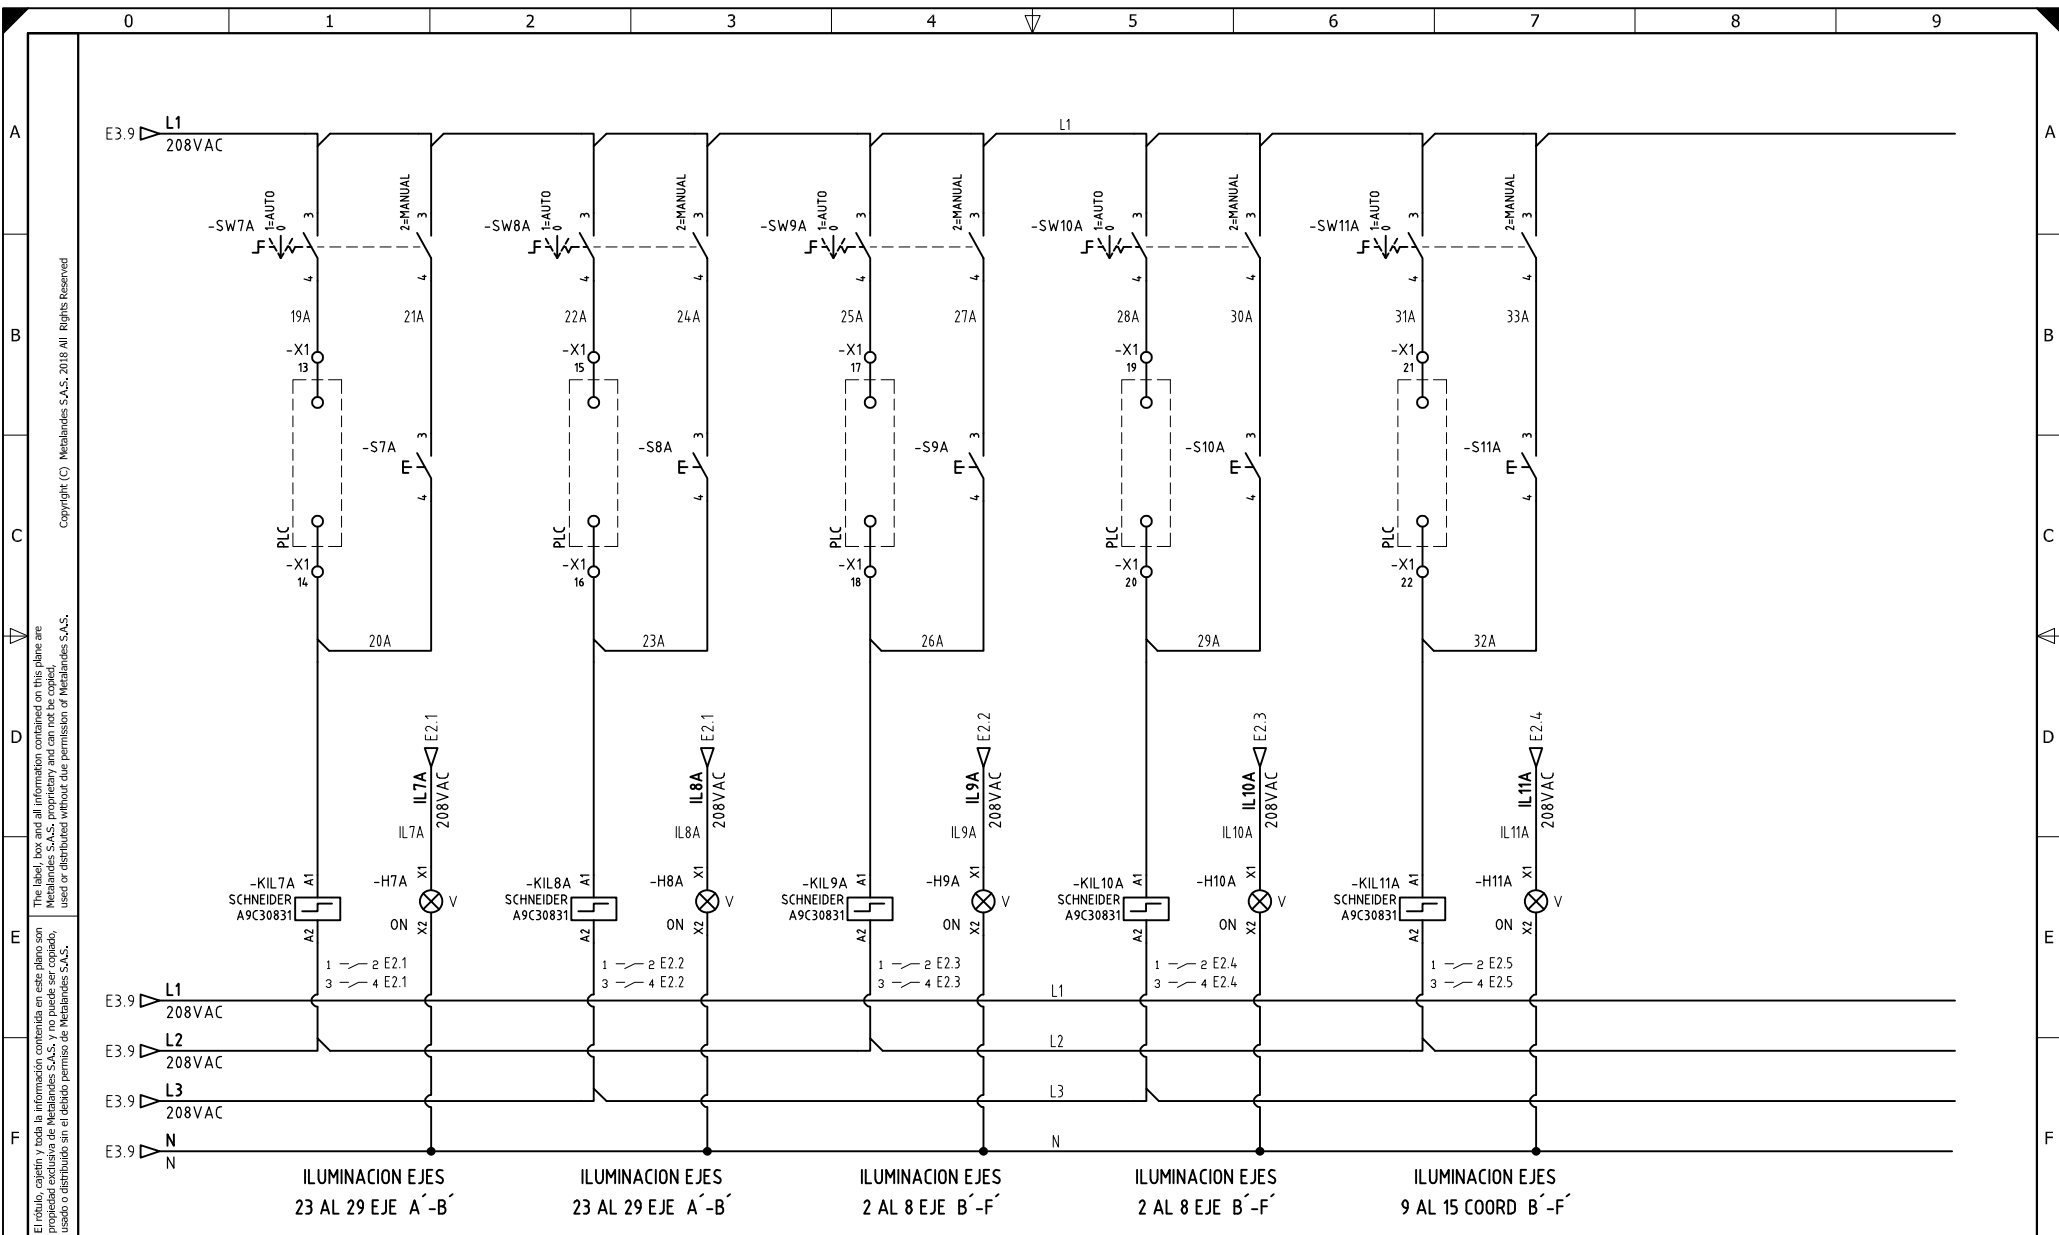 0 1 2 3 4 5 6 7 8 9
A A
B B
C C
D D
E E
F F
Copyright (C) Metalandes S.A.S. 2018 All Rights Reserved
The label, box and all information contained on this plane are
Metalandes S.A.S. proprietary and can not be copied,
used or distributed without due permission of Metalandes S.A.S.
El rótulo, cajetín y toda la información contenida en este plano son
propiedad exclusiva de Metalandes S.A.S. y no puede ser copiado,
usado o distribuido sin el debido permiso de Metalandes S.A.S.
E3.9 L1 L1
208VAC
-SW7A 1=AUTO 0 3 4 2=MANUAL 3 4
-SW8A 1=AUTO 0 3 4 2=MANUAL 3 4
-SW9A 1=AUTO 0 3 4 2=MANUAL 3 4
-SW10A 1=AUTO 0 3 4 2=MANUAL 3 4
-SW11A 1=AUTO 0 3 4 2=MANUAL 3 4
19A 21A 22A 24A 25A 27A 28A 30A 31A 33A
-X1 -X1 -X1 -X1 -X1
13 15 17 19 21
-S7A 3 4 -S8A 3 4 -S9A 3 4 -S10A 3 4 -S11A 3 4
PLC PLC PLC PLC PLC
-X1 -X1 -X1 -X1 -X1
14 16 18 20 22
20A 23A 26A 29A 32A
E2.1 E2.1 E2.2 E2.3 E2.4
IL7A 208VAC IL8A 208VAC IL9A 208VAC IL10A 208VAC IL11A 208VAC
IL7A IL8A IL9A IL10A IL11A
-KIL7A A1 -H7A X1 -KIL8A A1 -H8A X1 -KIL9A A1 -H9A X1 -KIL10A A1 -H10A X1 -KIL11A A1 -H11A X1
SCHNEIDER V SCHNEIDER V SCHNEIDER V SCHNEIDER V SCHNEIDER V
A9C30831 A9C30831 A9C30831 A9C30831 A9C30831
A2 ON X2 A2 ON X2 A2 ON X2 A2 ON X2 A2 ON X2
1 2 E2.1 1 2 E2.2 1 2 E2.3 1 2 E2.4 1 2 E2.5
3 4 E2.1 3 4 E2.2 3 4 E2.3 3 4 E2.4 3 4 E2.5
E3.9 L1 L1
208VAC
E3.9 L2 L2
208VAC
E3.9 L3 L3
208VAC
E3.9 N N
N
ILUMINACION EJES ILUMINACION EJES ILUMINACION EJES ILUMINACION EJES ILUMINACION EJES
23 AL 29 EJE A´-B´ 23 AL 29 EJE A´-B´ 2 AL 8 EJE B´-F´ 2 AL 8 EJE B´-F´ 9 AL 15 COORD B´-F´